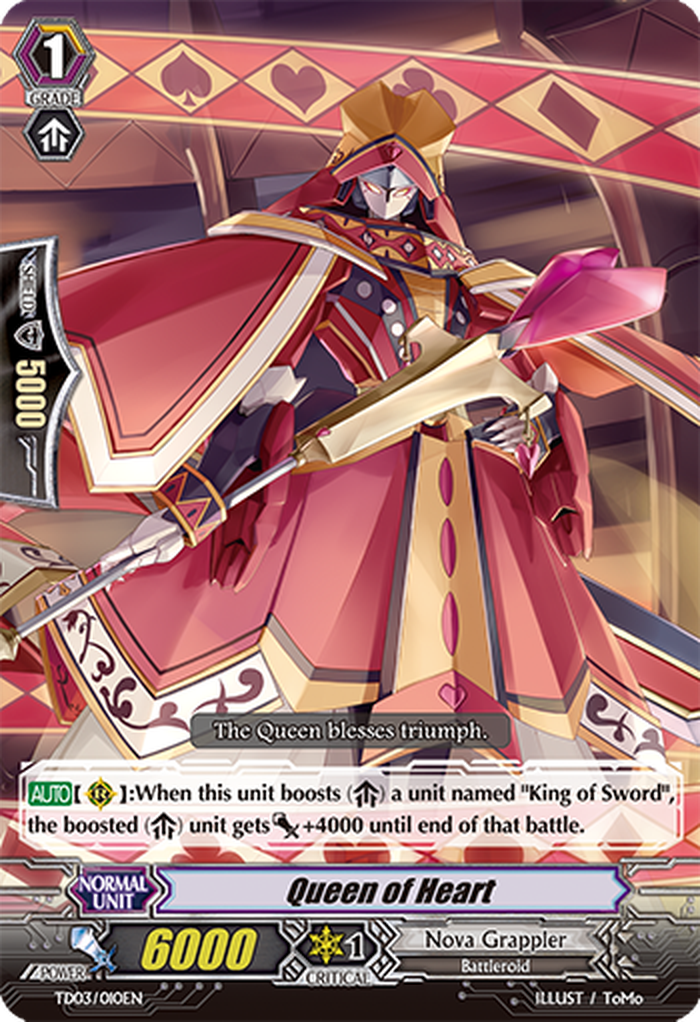 1
GRADE
SHIELD
5000
The Queen blesses triumph.
AUTO [ R ]:When this unit boosts ( ) a unit named "King of Sword",
the boosted ( ) unit gets +4000 until end of that battle.
NORMAL
UNIT
Queen of Heart
POWER
6000
1
CRITICAL
Nova Grappler
Battleroid
TD03/010EN
ILLUST / ToMo